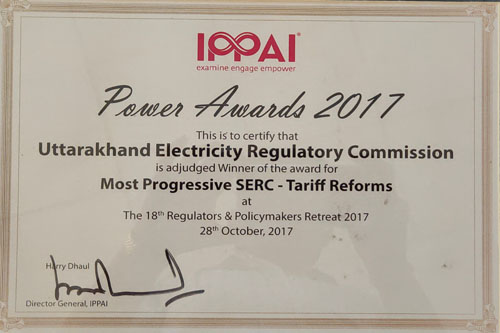 IPPAI®
examine engage empower
Power Awards 2017
This is to certify that
Uttarakhand Electricity Regulatory Commission
is adjudged Winner of the award for
Most Progressive SERC - Tariff Reforms
at
The 18th Regulators & Policymakers Retreat 2017
28th October, 2017
Harry Dhaul
Director General, IPPAI